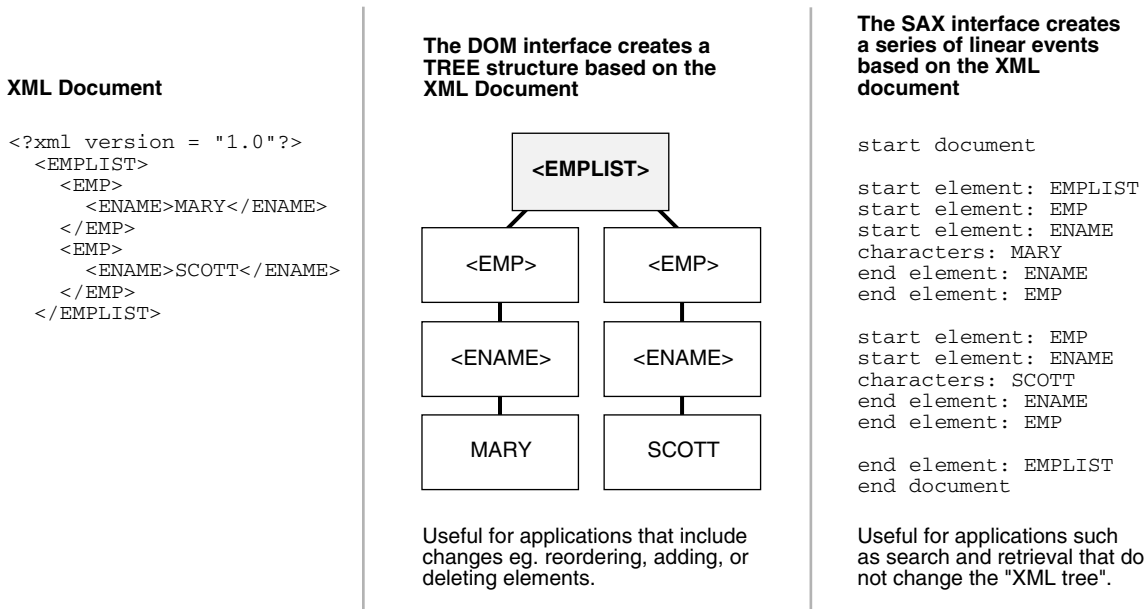 XML Document
<?xml version = "1.0"?>
<EMPLIST>
<EMP>
<ENAME>MARY</ENAME>
</EMP>
<EMP>
<ENAME>SCOTT</ENAME>
</EMP>
</EMPLIST>
The DOM interface creates a
TREE structure based on the
XML Document
<EMPLIST>
<EMP>
<EMP>
<ENAME>
<ENAME>
MARY
SCOTT
Useful for applications that include
changes eg. reordering, adding, or
deleting elements.
The SAX interface creates
a series of linear events
based on the XML
document
start document
start element: EMPLIST
start element: EMP
start element: ENAME
characters: MARY
end element: ENAME
end element: EMP
start element: EMP
start element: ENAME
characters: SCOTT
end element: ENAME
end element: EMP
end element: EMPLIST
end document
Useful for applications such
as search and retrieval that do
not change the "XML tree".